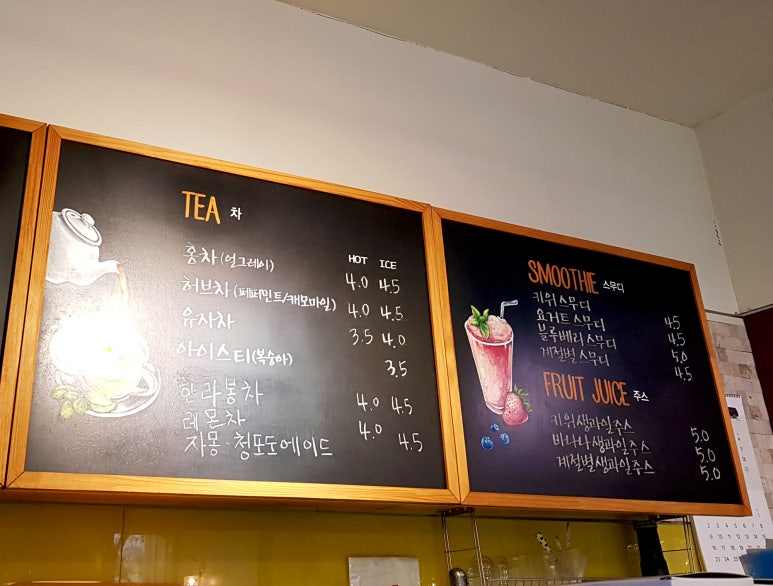 TEA 차
HOT ICE
홍차(얼그레이) 4.0 4.5
허브차(페퍼민트/캐모마일) 4.0 4.5
유자차 3.5 4.0
아이스티(복숭아) 3.5
한라봉차 4.0 4.5
레몬차 4.0
자몽·청포도에이드 4.5
SMOOTHIE 스무디
키위스무디
요거트스무디 4.5
블루베리스무디 4.5
계절별스무디 5.0
4.5
FRUIT JUICE 주스
키위생과일주스 5.0
바나나생과일주스 5.0
계절별생과일주스 5.0